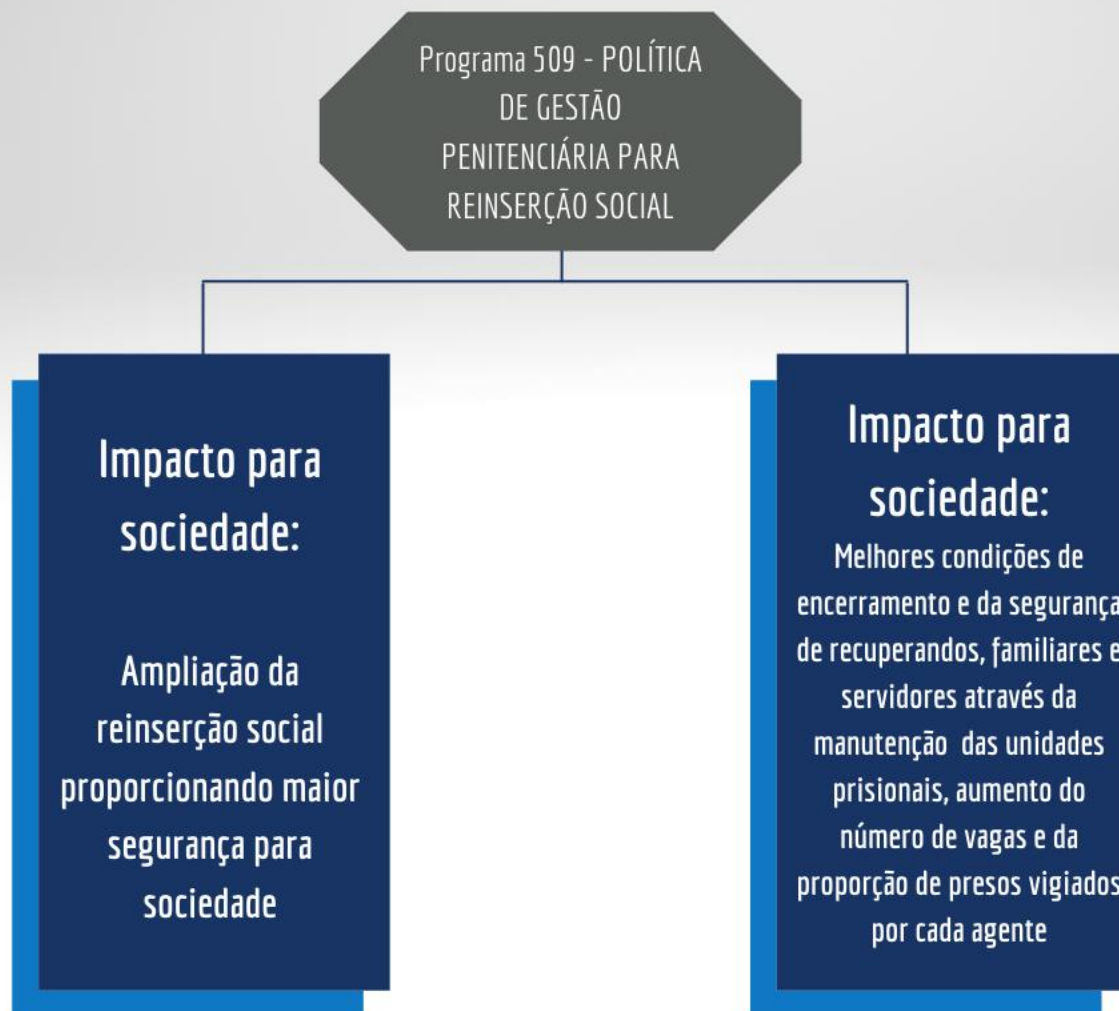 Programa 509 - POLÍTICA
DE GESTÃO
PENITENCIÁRIA PARA
REINSERÇÃO SOCIAL
Impacto para
sociedade:
Ampliação da
reinserção social
proporcionando maior
segurança para
sociedade
Impacto para
sociedade:
Melhores condições de
encerramento e da segurança
de recuperandos, familiares e
servidores através da
manutenção das unidades
prisionais, aumento do
número de vagas e da
proporção de presos vigiados
por cada agente